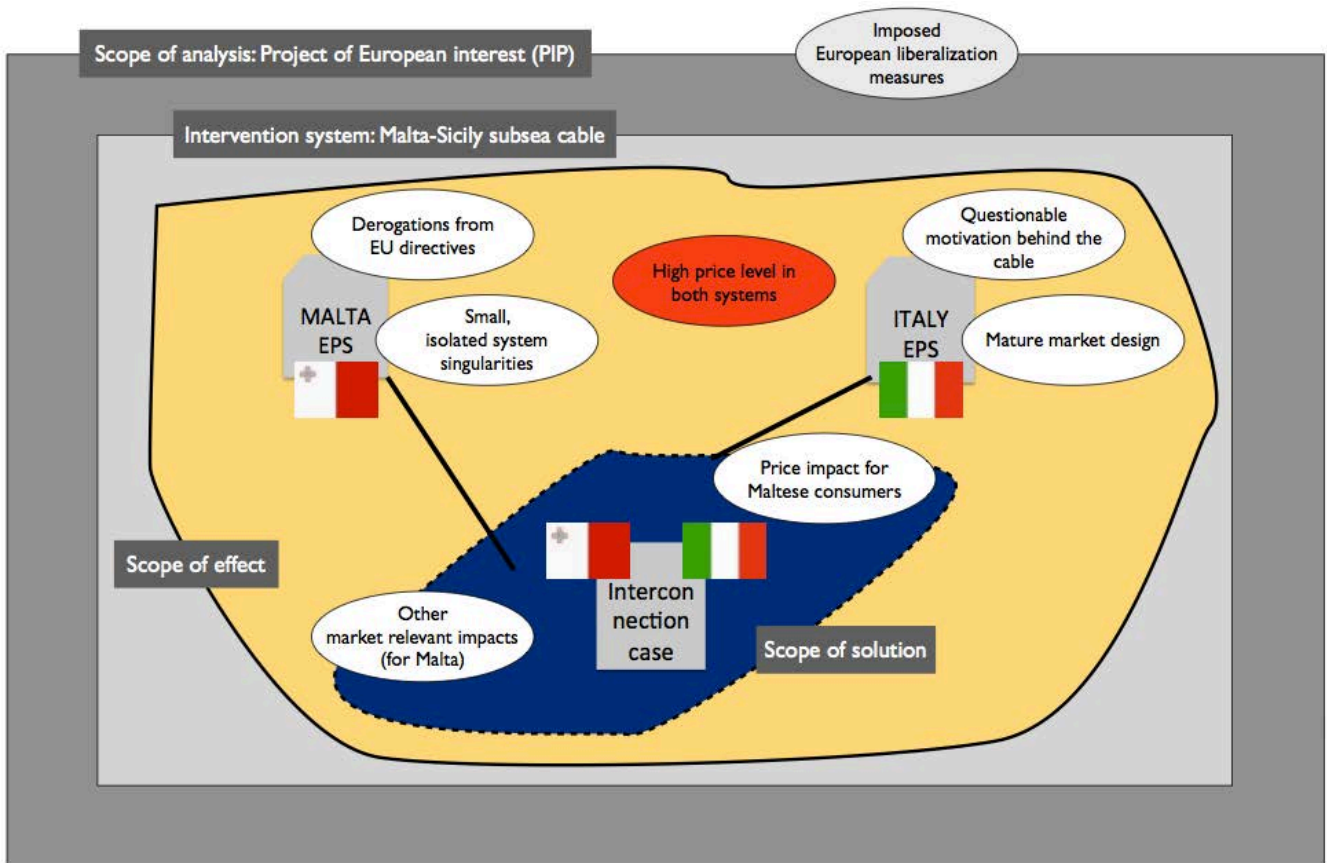 Scope of analysis: Project of European interest (PIP)
Imposed
European liberalization
measures
Intervention system: Malta-Sicily subsea cable
Derogations from
EU directives
MALTA
EPS
Small,
isolated system
singularities
High price level in
both systems
Questionable
motivation behind the
cable
ITALY
EPS
Mature market design
Price impact for
Maltese consumers
Scope of effect
Other
market relevant impacts
(for Malta)
Intercon
nection
case
Scope of solution